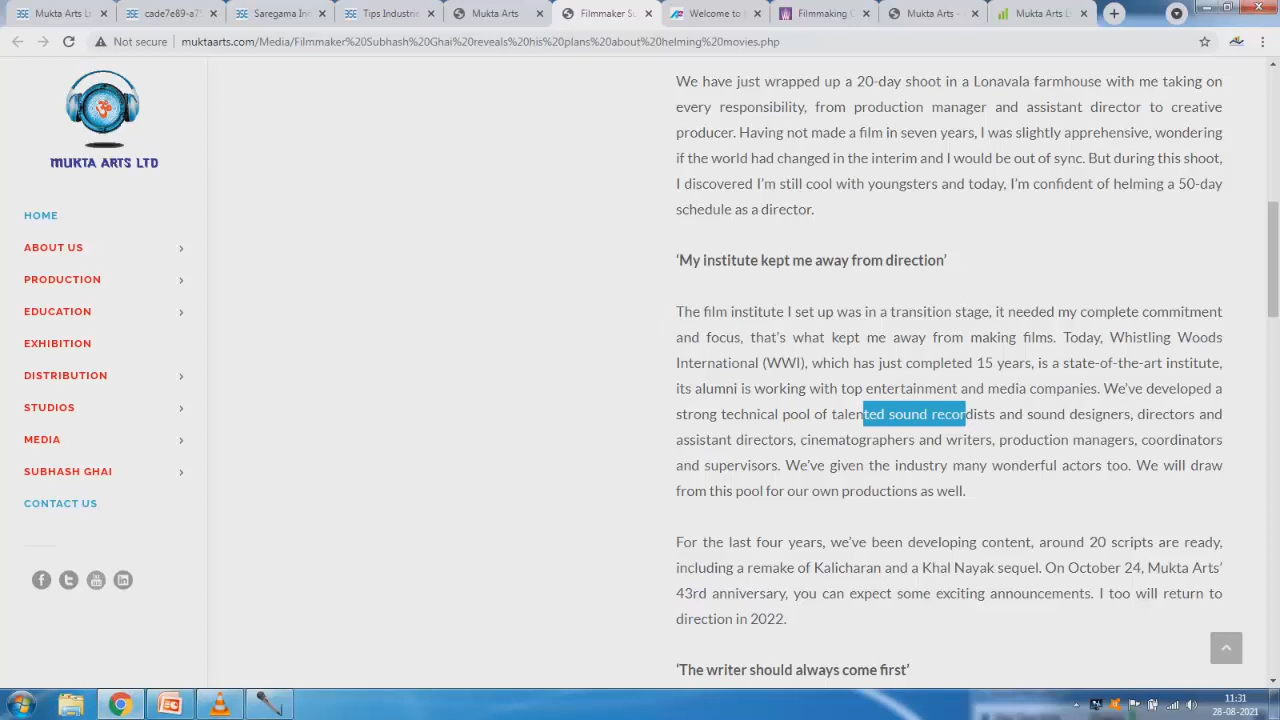 Mukta Arts L
cade7e89-a75
Saregama In
Tips Industrie
Mukta Arts
Filmmaker Su
Welcome to
Filmmaking
Mukta Arts -
Mukta Arts L
Not secure
muktaarts.com/Media/Filmmaker%20Subhash%20Ghai%20reveals%20his%20plans%20about%20helming%20movies.php
MUKTA ARTS LTD
HOME
ABOUT US
PRODUCTION
EDUCATION
EXHIBITION
DISTRIBUTION
STUDIOS
MEDIA
SUBHASH GHAI
CONTACT US
We have just wrapped up a 20-day shoot in a Lonavala farmhouse with me taking on
every responsibility, from production manager and assistant director to creative
producer. Having not made a film in seven years, I was slightly apprehensive, wondering
if the world had changed in the interim and I would be out of sync. But during this shoot,
I discovered I’m still cool with youngsters and today, I’m confident of helming a 50-day
schedule as a director.
‘My institute kept me away from direction’
The film institute I set up was in a transition stage, it needed my complete commitment
and focus, that’s what kept me away from making films. Today, Whistling Woods
International (WWI), which has just completed 15 years, is a state-of-the-art institute,
its alumni is working with top entertainment and media companies. We’ve developed a
strong technical pool of talented sound recordists and sound designers, directors and
assistant directors, cinematographers and writers, production managers, coordinators
and supervisors. We’ve given the industry many wonderful actors too. We will draw
from this pool for our own productions as well.
For the last four years, we’ve been developing content, around 20 scripts are ready,
including a remake of Kalicharan and a Khal Nayak sequel. On October 24, Mukta Arts’
43rd anniversary, you can expect some exciting announcements. I too will return to
direction in 2022.
‘The writer should always come first’
11:31
28-08-2021